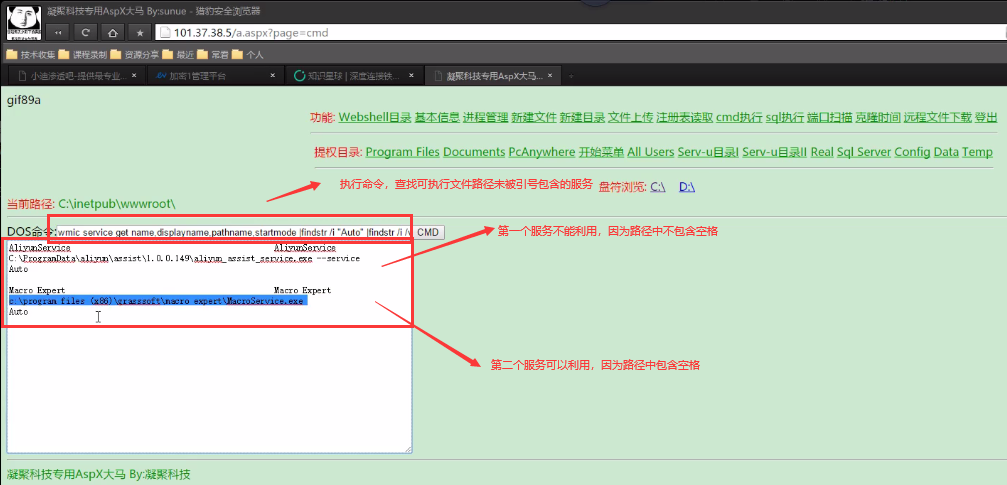 凝聚科技专用AspX大马 By:sunue - 猎豹安全浏览器
101.37.38.5/a.aspx?page=cmd
技术收集 课程录制 资源分享 最近 常看 个人
小迪渗透吧-提供最专业... × 加密1管理平台 × 知识星球 | 深度连接铁... × 凝聚科技专用AspX大马... ×
gif89a
功能: Webshell目录 基本信息 进程管理 新建文件 新建目录 文件上传 注册表读取 cmd执行 sql执行 端口扫描 克隆时间 远程文件下载 登出
提权目录: Program Files Documents PcAnywhere 开始菜单 All Users Serv-u目录I Serv-u目录II Real Sql Server Config Data Temp
执行命令，查找可执行文件路径未被引号包含的服务
盘符浏览: C:\ D:\
当前路径: C:\inetpub\wwwroot\
DOS命令: wmic service get name,displayname,pathname,startmode |findstr /i "Auto" |findstr /i /v CMD
第一个服务不能利用，因为路径中不包含空格
AliyunService AliyunService
C:\ProgramData\aliyun\assist\1.0.0.149\aliyun_assist_service.exe --service
Auto
Macro Expert Macro Expert
c:\program files (x86)\grasssoft\macro expert\MacroService.exe
Auto
第二个服务可以利用，因为路径中包含空格
凝聚科技专用AspX大马 By:凝聚科技